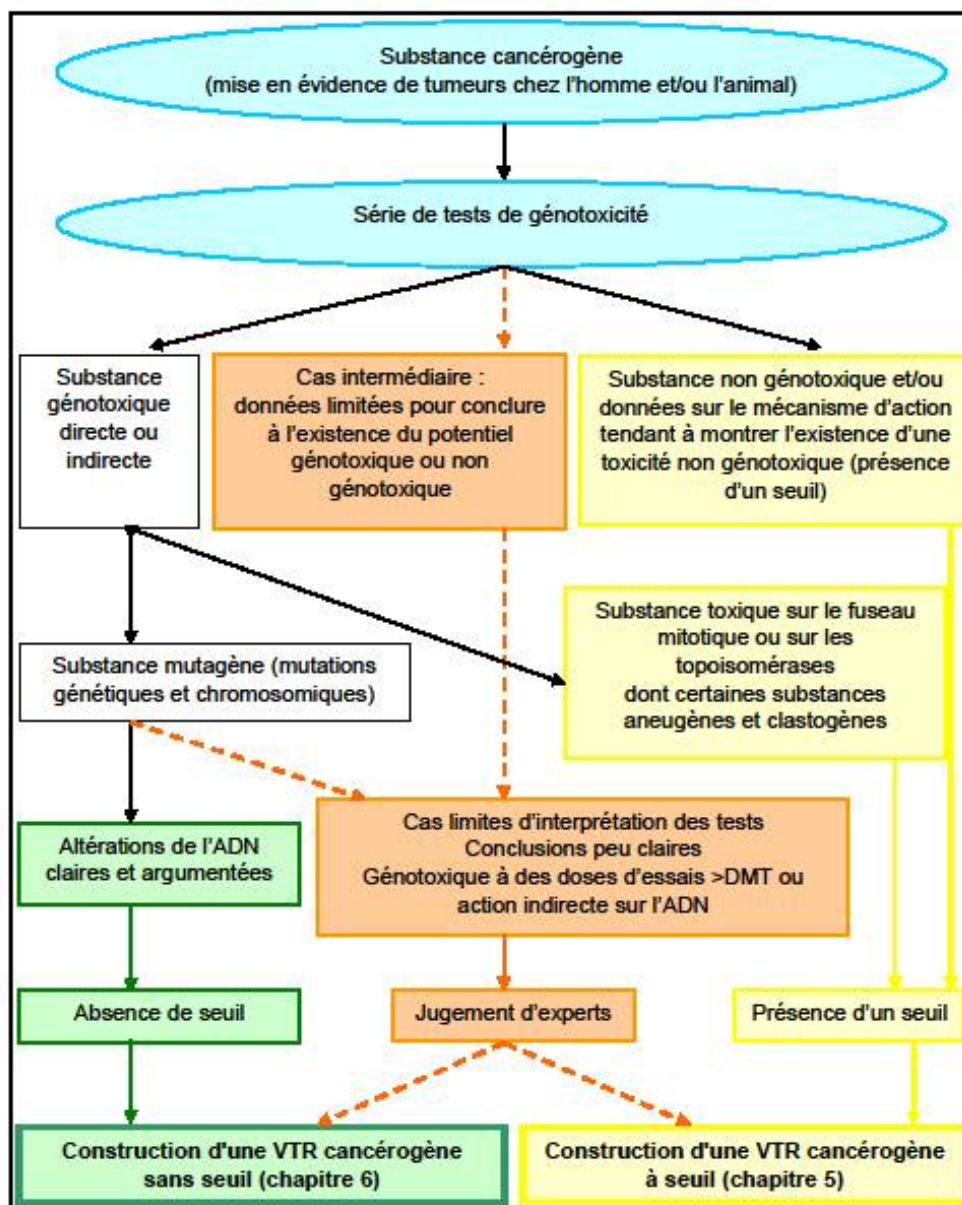 Substance cancérogène
(mise en évidence de tumeurs chez l'homme et/ou l'animal)
Série de tests de génotoxicité
Substance
génotoxique
directe ou
indirecte
Cas intermédiaire :
données limitées pour conclure
à l'existence du potentiel
génotoxique ou non
génotoxique
Substance non génotoxique et/ou
données sur le mécanisme d'action
tendant à montrer l'existence d'une
toxicité non génotoxique (présence
d'un seuil)
Substance toxique sur le fuseau
mitotique ou sur les
topoisomérases
dont certaines substances
aneugènes et clastogènes
Substance mutagène (mutations
génétiques et chromosomiques)
Altérations de l'ADN
claires et argumentées
Cas limites d'interprétation des tests
Conclusions peu claires
Génotoxique à des doses d'essais >DMT ou
action indirecte sur l'ADN
Absence de seuil
Jugement d'experts
Présence d'un seuil
Construction d'une VTR cancérogène
sans seuil (chapitre 6)
Construction d'une VTR cancérogène
à seuil (chapitre 5)